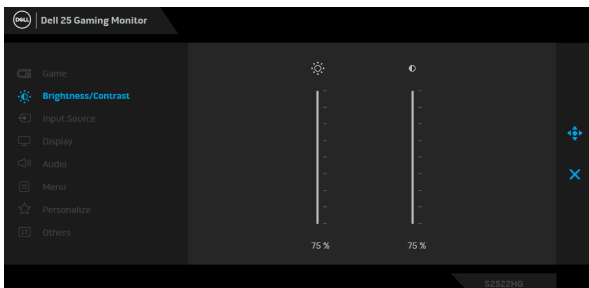 DELL
Dell 25 Gaming Monitor
Game
Brightness/Contrast
Input Source
Display
Audio
Menu
Personalize
Others
75 %
75 %
S2522HG